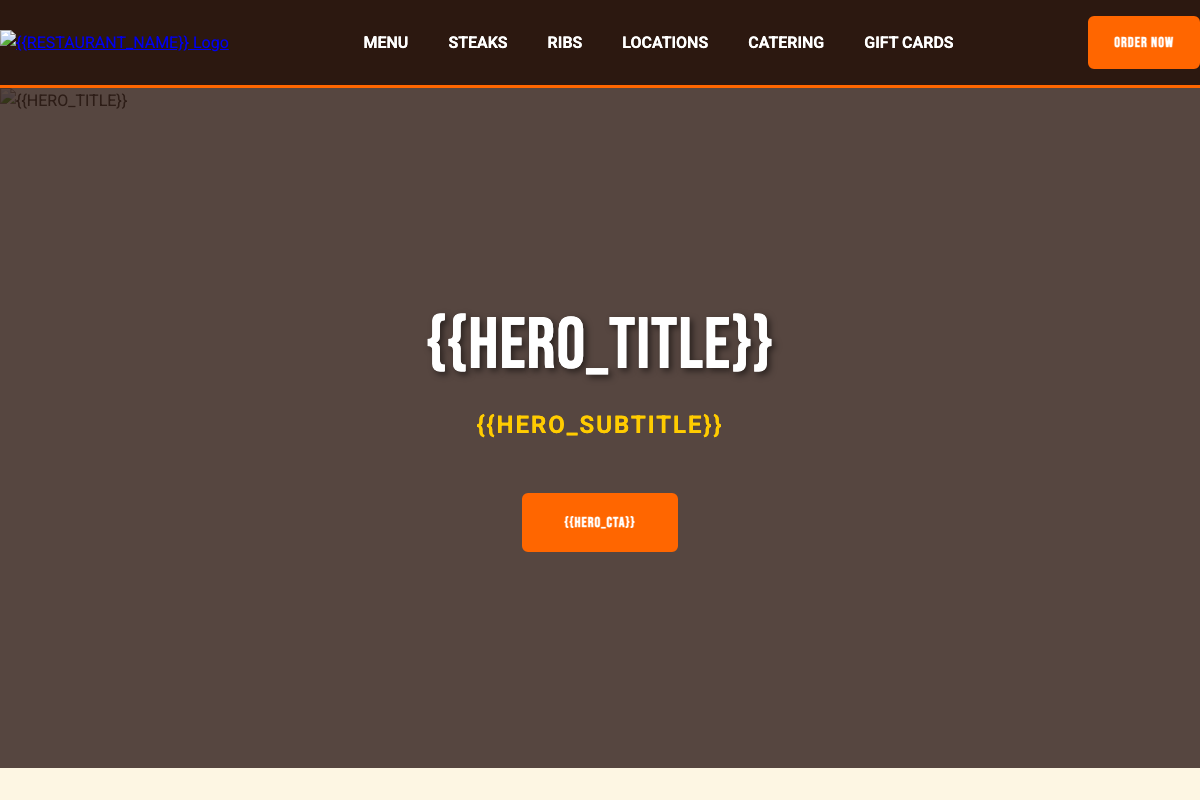 {{RESTAURANT_NAME}} Logo
MENU STEAKS RIBS LOCATIONS CATERING GIFT CARDS
ORDER NOW
{{HERO_TITLE}}
{{HERO_TITLE}}
{{HERO_SUBTITLE}}
{{HERO_CTA}}